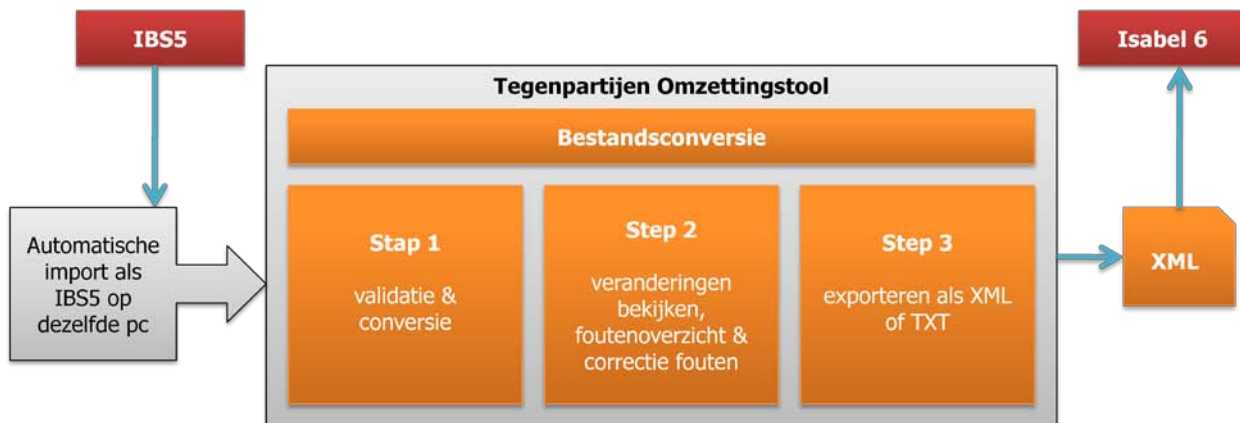 IBS5
Isabel 6
Tegenpartijen Omzettingstool
Bestandsconversie
Automatische
import als
IBS5 op
dezelfde pc
Stap 1
validatie &
conversie
Step 2
veranderingen
bekijken,
foutenoverzicht &
correctie fouten
Step 3
exporteren als XML
of TXT
XML